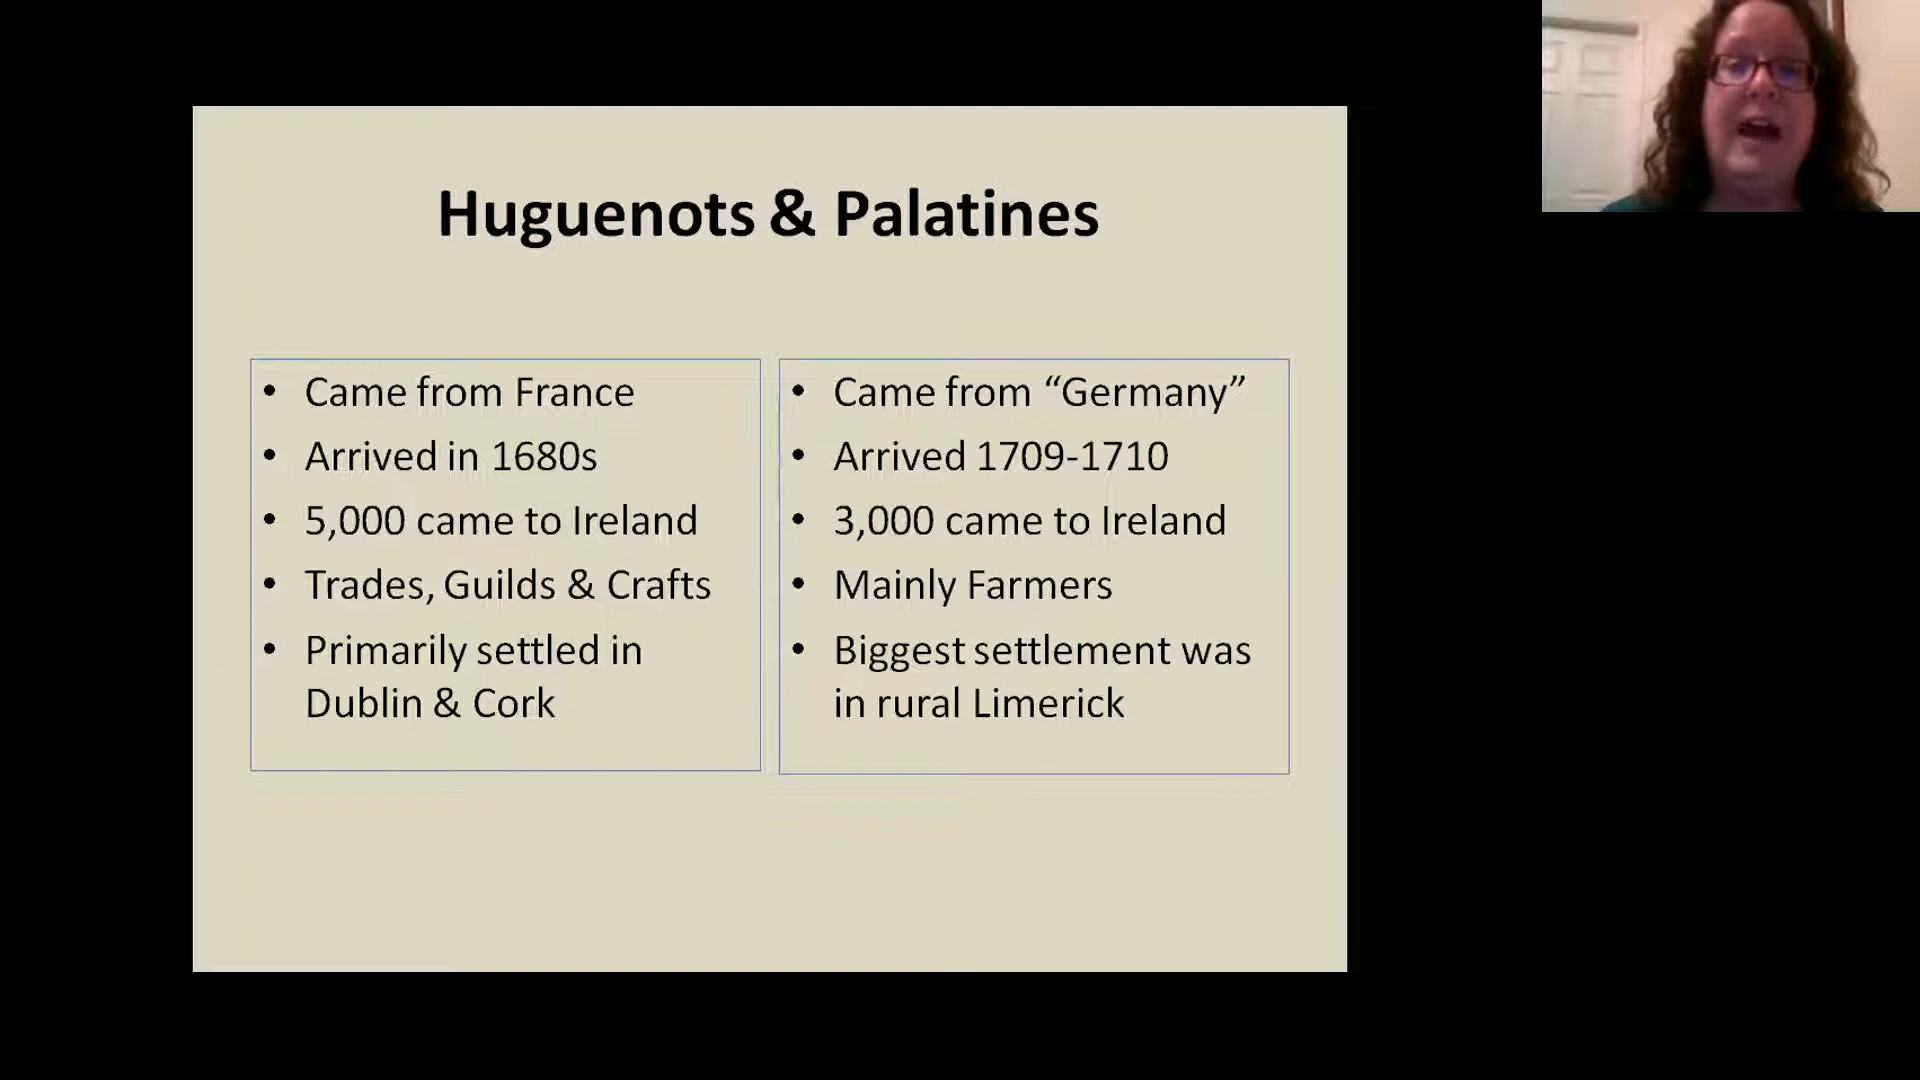 Huguenots & Palatines
• Came from France
• Arrived in 1680s
• 5,000 came to Ireland
• Trades, Guilds & Crafts
• Primarily settled in
Dublin & Cork
• Came from “Germany”
• Arrived 1709-1710
• 3,000 came to Ireland
• Mainly Farmers
• Biggest settlement was
in rural Limerick